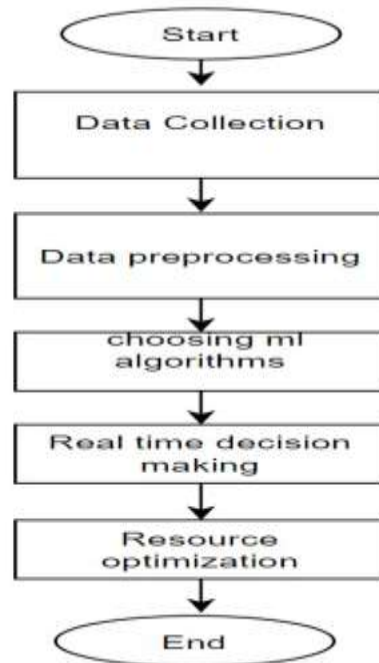 Start
Data Collection
Data preprocessing
choosing ml
algorithms
Real time decision
making
Resource
optimization
End